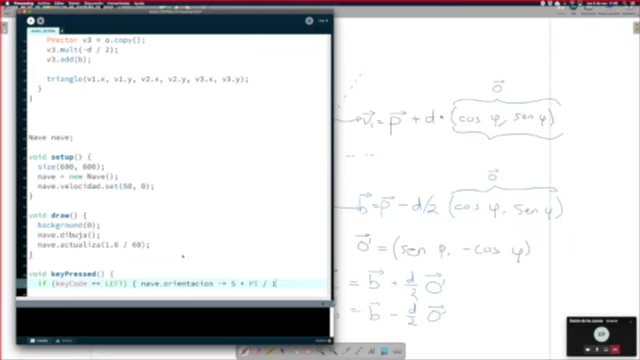 PVector v3 = o.copy();
v3.mult(-d / 2);
v3.add(b);
triangle(v1.x, v1.y, v2.x, v2.y, v3.x, v3.y);
}
}
Nave nave;
void setup() {
size(600, 600);
nave = new Nave();
nave.velocidad.set(50, 0);
}
void draw() {
background(0);
nave.dibuja();
nave.actualiza(1.0 / 60);
}
void keyPressed() {
if (keyCode == LEFT) { nave.orientacion -= 5 * PI / 1
O⃗
v⃗₁ = p⃗ + d · (cos φ, sen φ)
O⃗
b⃗ = p⃗ - d/2 (cos φ, sen φ)
O⃗' = (sen φ, -cos φ)
= b⃗ + d/2 O⃗'
= b⃗ - d/2 O⃗'